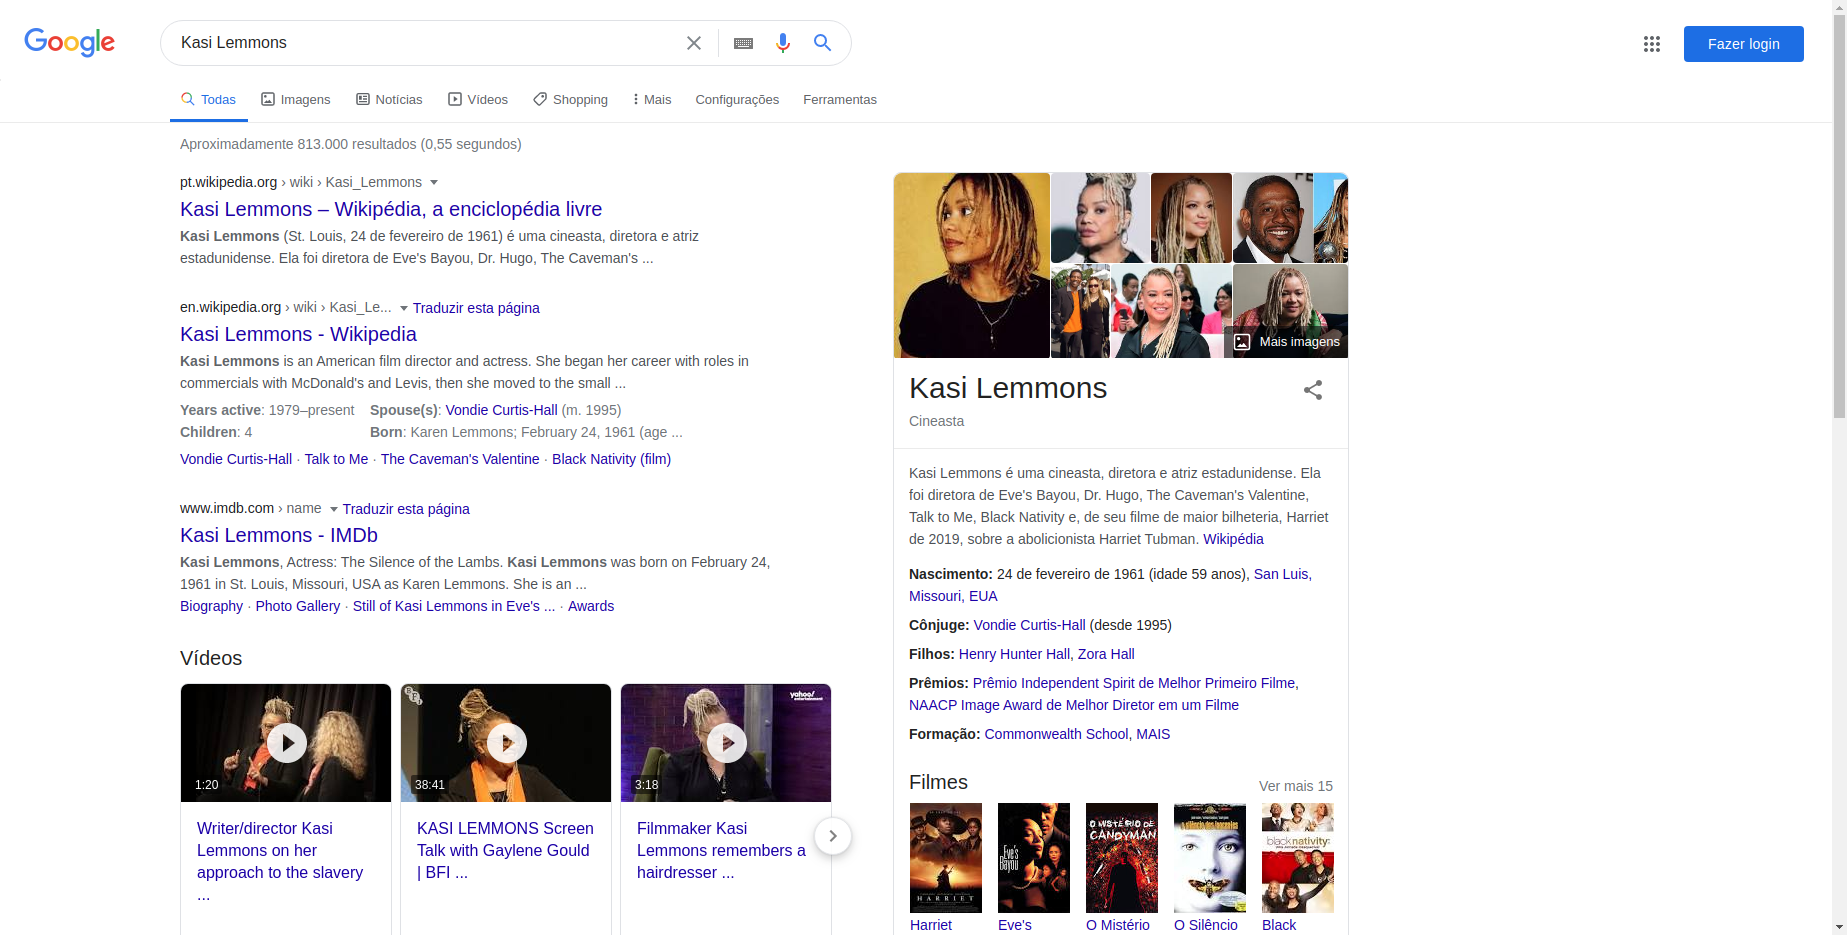 Google
Kasi Lemmons
Fazer login
Todas
Imagens
Notícias
Vídeos
Shopping
Mais
Configurações
Ferramentas
Aproximadamente 813.000 resultados (0,55 segundos)
pt.wikipedia.org › wiki › Kasi_Lemmons
Kasi Lemmons – Wikipédia, a enciclopédia livre
Kasi Lemmons (St. Louis, 24 de fevereiro de 1961) é uma cineasta, diretora e atriz
estadunidense. Ela foi diretora de Eve's Bayou, Dr. Hugo, The Caveman's ...
en.wikipedia.org › wiki › Kasi_Le... Traduzir esta página
Kasi Lemmons - Wikipedia
Kasi Lemmons is an American film director and actress. She began her career with roles in
commercials with McDonald's and Levis, then she moved to the small ...
Years active: 1979–present Spouse(s): Vondie Curtis-Hall (m. 1995)
Children: 4 Born: Karen Lemmons; February 24, 1961 (age ...
Vondie Curtis-Hall · Talk to Me · The Caveman's Valentine · Black Nativity (film)
www.imdb.com › name Traduzir esta página
Kasi Lemmons - IMDb
Kasi Lemmons, Actress: The Silence of the Lambs. Kasi Lemmons was born on February 24,
1961 in St. Louis, Missouri, USA as Karen Lemmons. She is an ...
Biography · Photo Gallery · Still of Kasi Lemmons in Eve's ... · Awards
Vídeos
yahoo!
entertainment
1:20
38:41
3:18
Writer/director Kasi
Lemmons on her
approach to the slavery
...
KASI LEMMONS Screen
Talk with Gaylene Gould
| BFI ...
Filmmaker Kasi
Lemmons remembers a
hairdresser ...
Mais imagens
Kasi Lemmons
Cineasta
Kasi Lemmons é uma cineasta, diretora e atriz estadunidense. Ela
foi diretora de Eve's Bayou, Dr. Hugo, The Caveman's Valentine,
Talk to Me, Black Nativity e, de seu filme de maior bilheteria, Harriet
de 2019, sobre a abolicionista Harriet Tubman. Wikipédia
Nascimento: 24 de fevereiro de 1961 (idade 59 anos), San Luis,
Missouri, EUA
Cônjuge: Vondie Curtis-Hall (desde 1995)
Filhos: Henry Hunter Hall, Zora Hall
Prêmios: Prêmio Independent Spirit de Melhor Primeiro Filme,
NAACP Image Award de Melhor Diretor em um Filme
Formação: Commonwealth School, MAIS
Filmes
Ver mais 15
HARRIET
Eve's
Bayou
O MISTÉRIO DE
CANDYMAN
o silêncio dos inocentes
blacknativity:
Harriet
Eve's
O Mistério
O Silêncio
Black